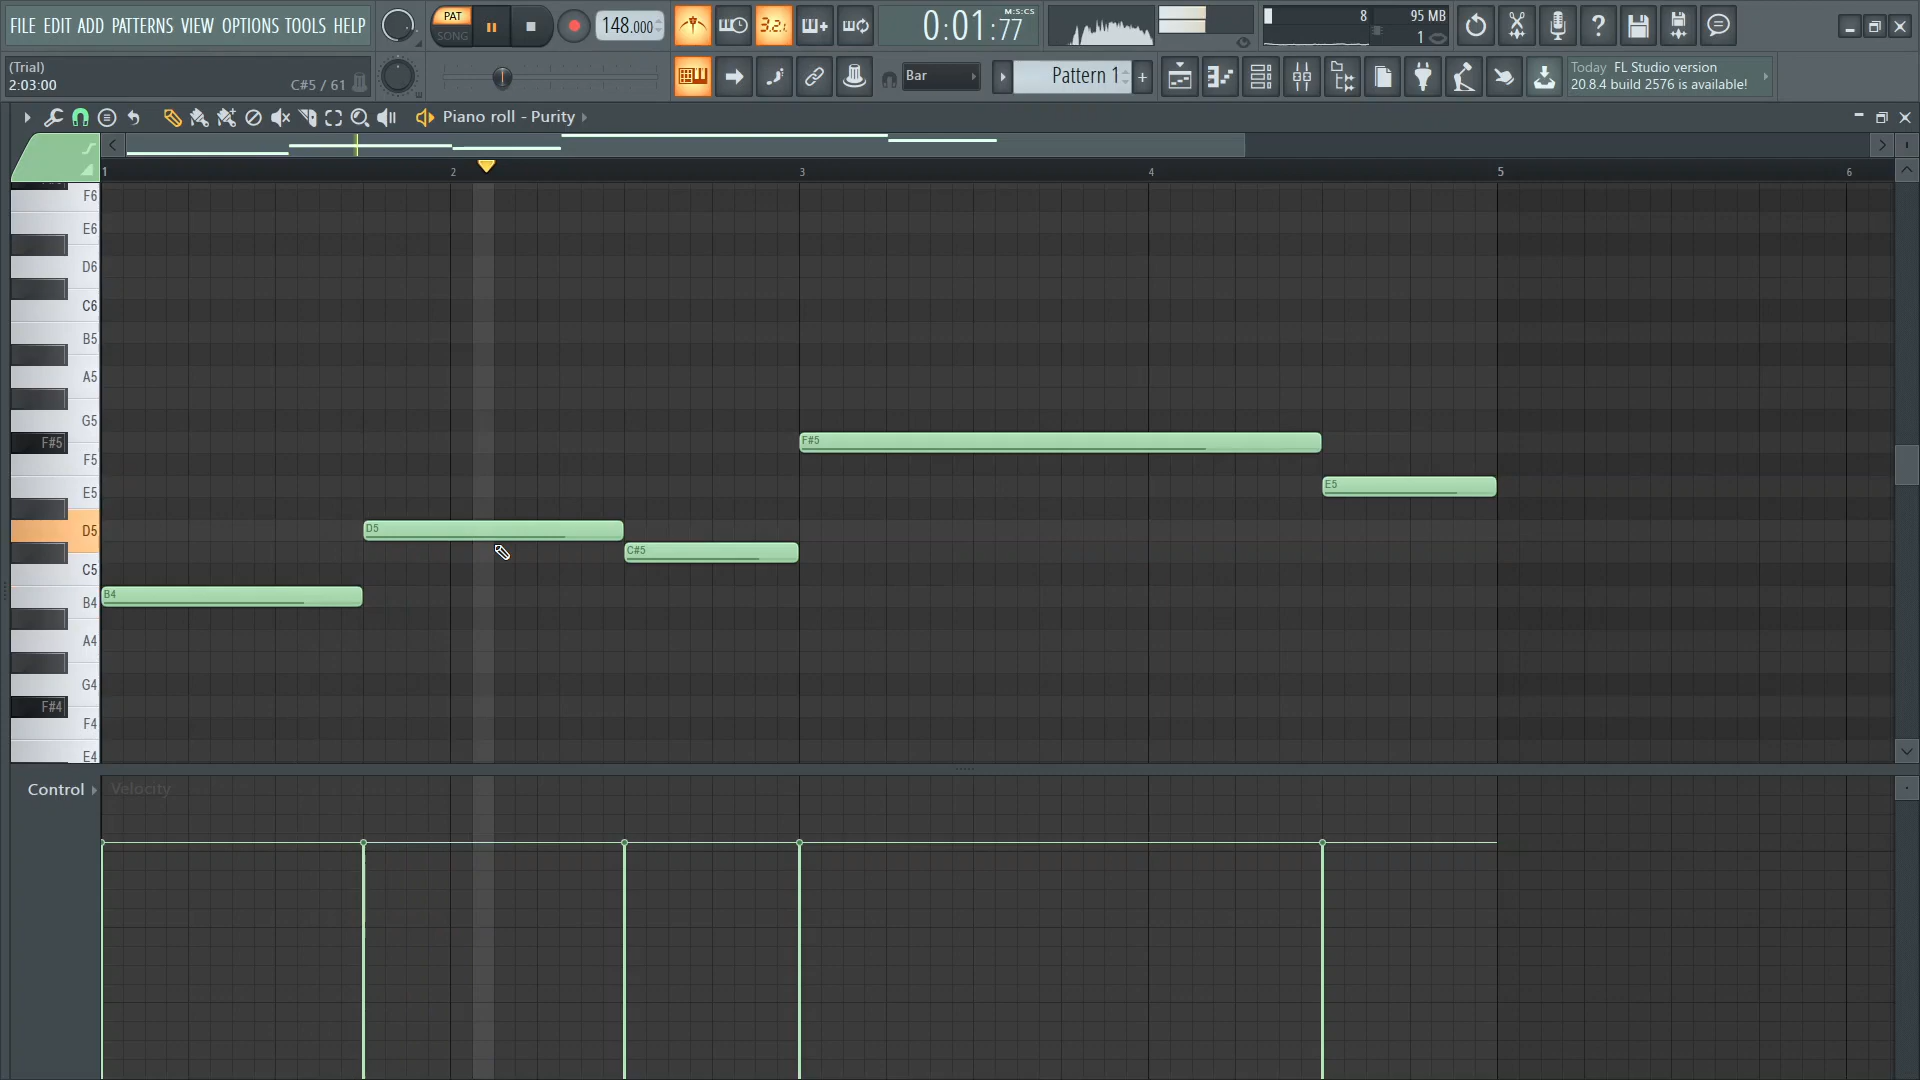 FILE EDIT ADD PATTERNS VIEW OPTIONS TOOLS HELP
PAT
SONG
148.000
3.2.1
0:01:77
M:S:CS
8
95 MB
1
(Trial)
2:03:00
C#5 / 61
Bar
Pattern 1
Today FL Studio version
20.8.4 build 2576 is available!
Piano roll - Purity
1
2
3
4
5
6
F6
E6
D6
C6
B5
A5
G5
F#5
F#5
F5
E5
E5
D5
D5
C#5
C5
B4
B4
A4
G4
F#4
F4
E4
Control
Velocity